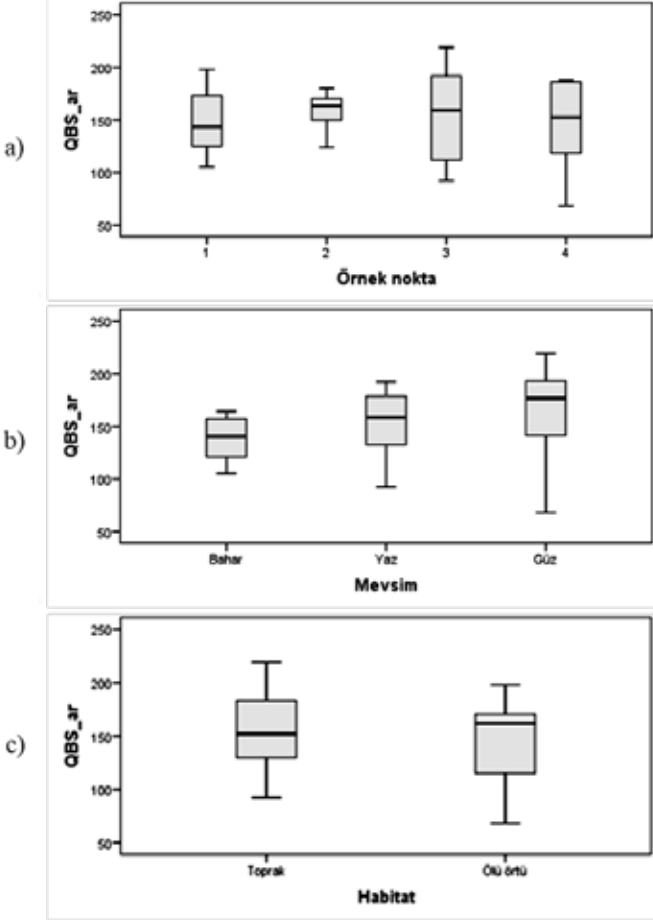 a)
QBS_ar
250
200
150
100
50
1 2 3 4
Örnek nokta
b)
QBS_ar
250
200
150
100
50
Bahar Yaz Güz
Mevsim
c)
QBS_ar
250
200
150
100
50
Toprak Ölü örtü
Habitat